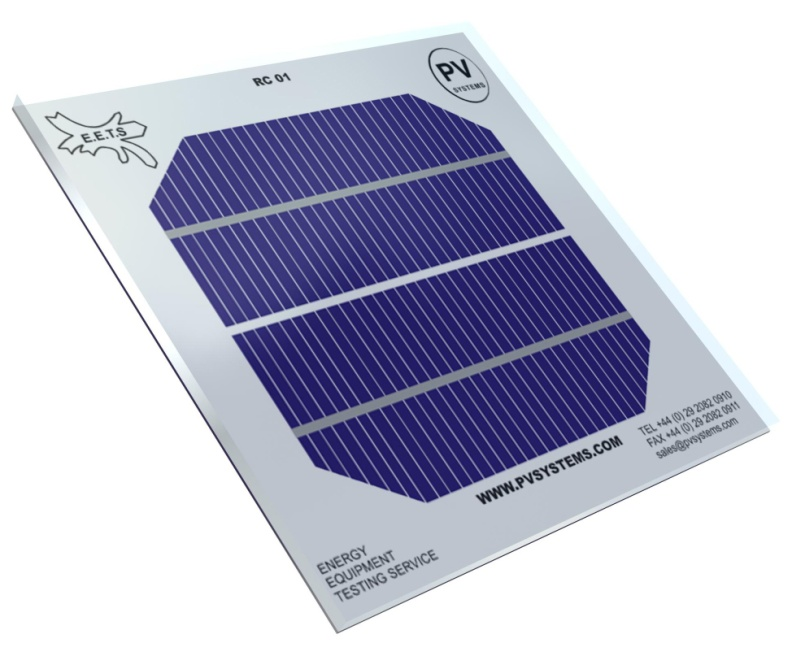 RC 01
PV
SYSTEMS
E.E.T.S
TEL +44 (0) 29 2082 0910
FAX +44 (0) 29 2082 0911
sales@pvsystems.com
WWW.PVSYSTEMS.COM
ENERGY
EQUIPMENT
TESTING SERVICE